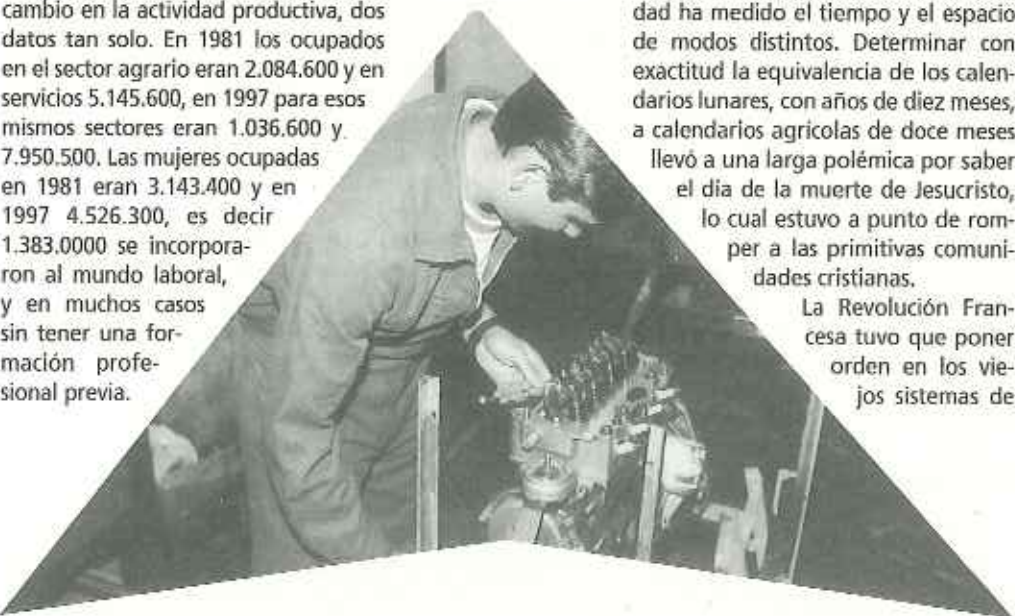 cambio en la actividad productiva, dos
datos tan solo. En 1981 los ocupados
en el sector agrario eran 2.084.600 y en
servicios 5.145.600, en 1997 para esos
mismos sectores eran 1.036.600 y
7.950.500. Las mujeres ocupadas
en 1981 eran 3.143.400 y en
1997 4.526.300, es decir
1.383.0000 se incorpora-
ron al mundo laboral,
y en muchos casos
sin tener una for-
mación profe-
sional previa.
dad ha medido el tiempo y el espacio
de modos distintos. Determinar con
exactitud la equivalencia de los calen-
darios lunares, con años de diez meses,
a calendarios agrícolas de doce meses
llevó a una larga polémica por saber
el día de la muerte de Jesucristo,
lo cual estuvo a punto de rom-
per a las primitivas comuni-
dades cristianas.
La Revolución Fran-
cesa tuvo que poner
orden en los vie-
jos sistemas de